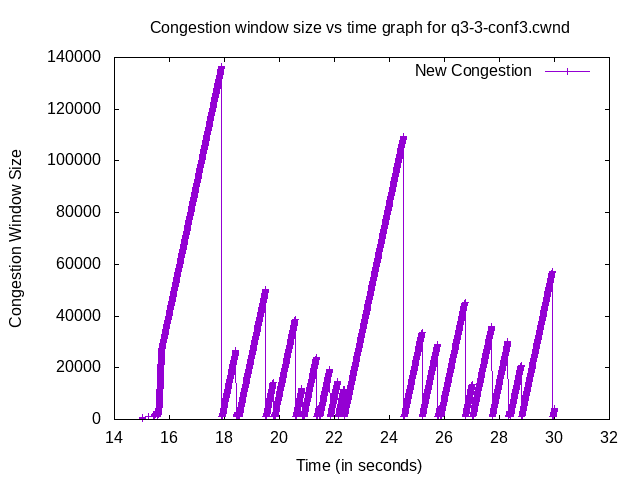 Congestion window size vs time graph for q3-3-conf3.cwnd
New Congestion
140000
120000
100000
80000
60000
40000
20000
0
Congestion Window Size
14 16 18 20 22 24 26 28 30 32
Time (in seconds)